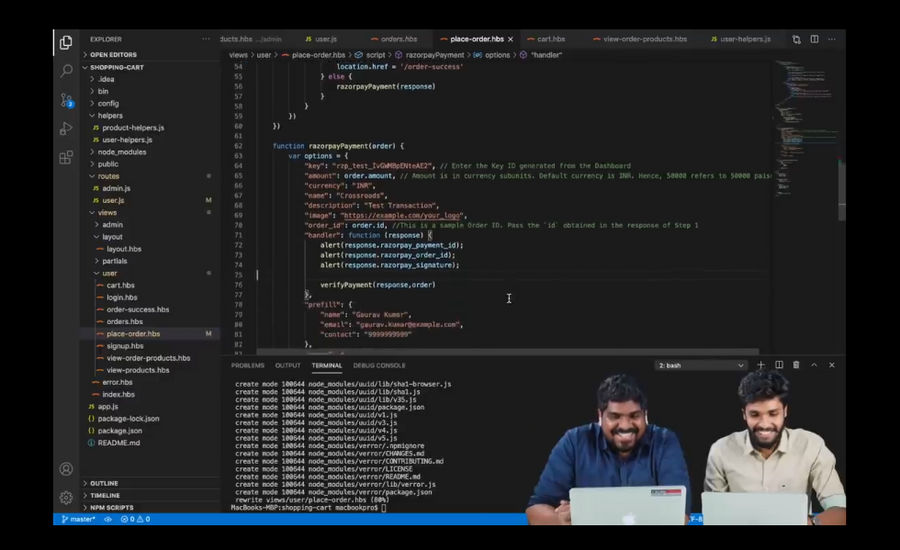 EXPLORER
OPEN EDITORS
SHOPPING-CART
.idea
bin
config
helpers
product-helpers.js
user-helpers.js
node_modules
public
routes
admin.js
user.js M
views
admin
layout
layout.hbs
partials
user
cart.hbs
login.hbs
order-success.hbs
orders.hbs
place-order.hbs M
signup.hbs
view-order-products.hbs
view-products.hbs
error.hbs
index.hbs
app.js
package-lock.json
package.json
README.md
OUTLINE
TIMELINE
NPM SCRIPTS
master* 0 0
ducts.hbs .../admin user.js orders.hbs place-order.hbs cart.hbs view-order-products.hbs user-helpers.js
views > user > place-order.hbs > script > razorpayPayment > options > "handler"
54 location.href = '/order-success'
55 } else {
56 razorpayPayment(response)
57 }
58 }
59 })
60 })
61
62 function razorpayPayment(order) {
63 var options = {
64 "key": // Enter the Key ID generated from the Dashboard
65 "amount": order.amount, // Amount is in currency subunits. Default currency is INR. Hence, 50000 refers to 50000 pais
66 "currency": "INR",
67 "name": "Crossroads",
68 "description": "Test Transaction",
69 "image": "https://example.com/your_logo",
70 "order_id": order.id, //This is a sample Order ID. Pass the `id` obtained in the response of Step 1
71 "handler": function (response) {
72 alert(response.razorpay_payment_id);
73 alert(response.razorpay_order_id);
74 alert(response.razorpay_signature);
75
76 verifyPayment(response,order)
77 },
78 "prefill": {
79 "name": "Gaurav Kumar",
80 "email": "gaurav.kumar@example.com",
81 "contact": "9999999999"
82 },
PROBLEMS OUTPUT TERMINAL DEBUG CONSOLE 2: bash
create mode 100644 node_modules/uuid/lib/sha1-browser.js
create mode 100644 node_modules/uuid/lib/sha1.js
create mode 100644 node_modules/uuid/lib/v35.js
create mode 100644 node_modules/uuid/package.json
create mode 100644 node_modules/uuid/v1.js
create mode 100644 node_modules/uuid/v3.js
create mode 100644 node_modules/uuid/v4.js
create mode 100644 node_modules/uuid/v5.js
create mode 100644 node_modules/verror/.npmignore
create mode 100644 node_modules/verror/CHANGES.md
create mode 100644 node_modules/verror/CONTRIBUTING.md
create mode 100644 node_modules/verror/LICENSE
create mode 100644 node_modules/verror/README.md
create mode 100644 node_modules/verror/lib/verror.js
create mode 100644 node_modules/verror/package.json
rewrite views/user/place-order.hbs (80%)
MacBooks-MBP:shopping-cart macbookpro$